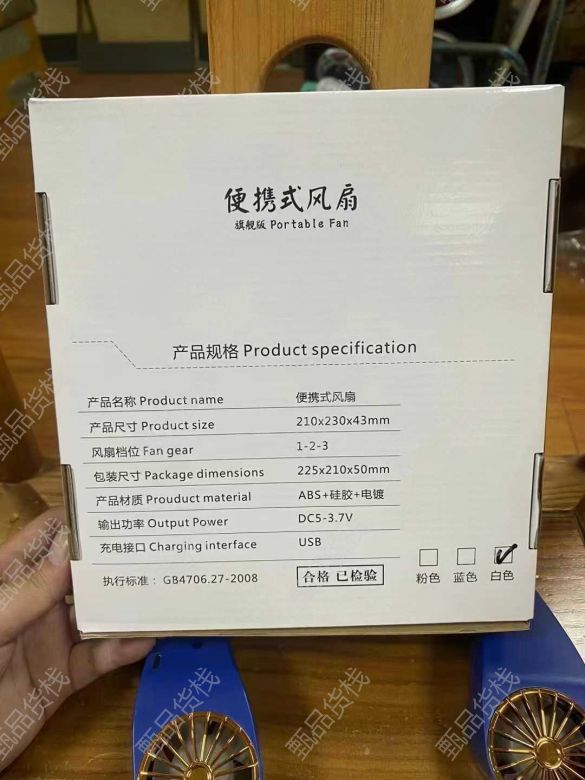 便携式风扇
旗舰版 Portable Fan
产品规格 Product specification
产品名称 Product name 便携式风扇
产品尺寸 Product size 210x230x43mm
风扇档位 Fan gear 1-2-3
包装尺寸 Package dimensions 225x210x50mm
产品材质 Prouduct material ABS+硅胶+电镀
输出功率 Output Power DC5-3.7V
充电接口 Charging interface USB
执行标准：GB4706.27-2008 合格 已检验
粉色 蓝色 白色
甄品货栈